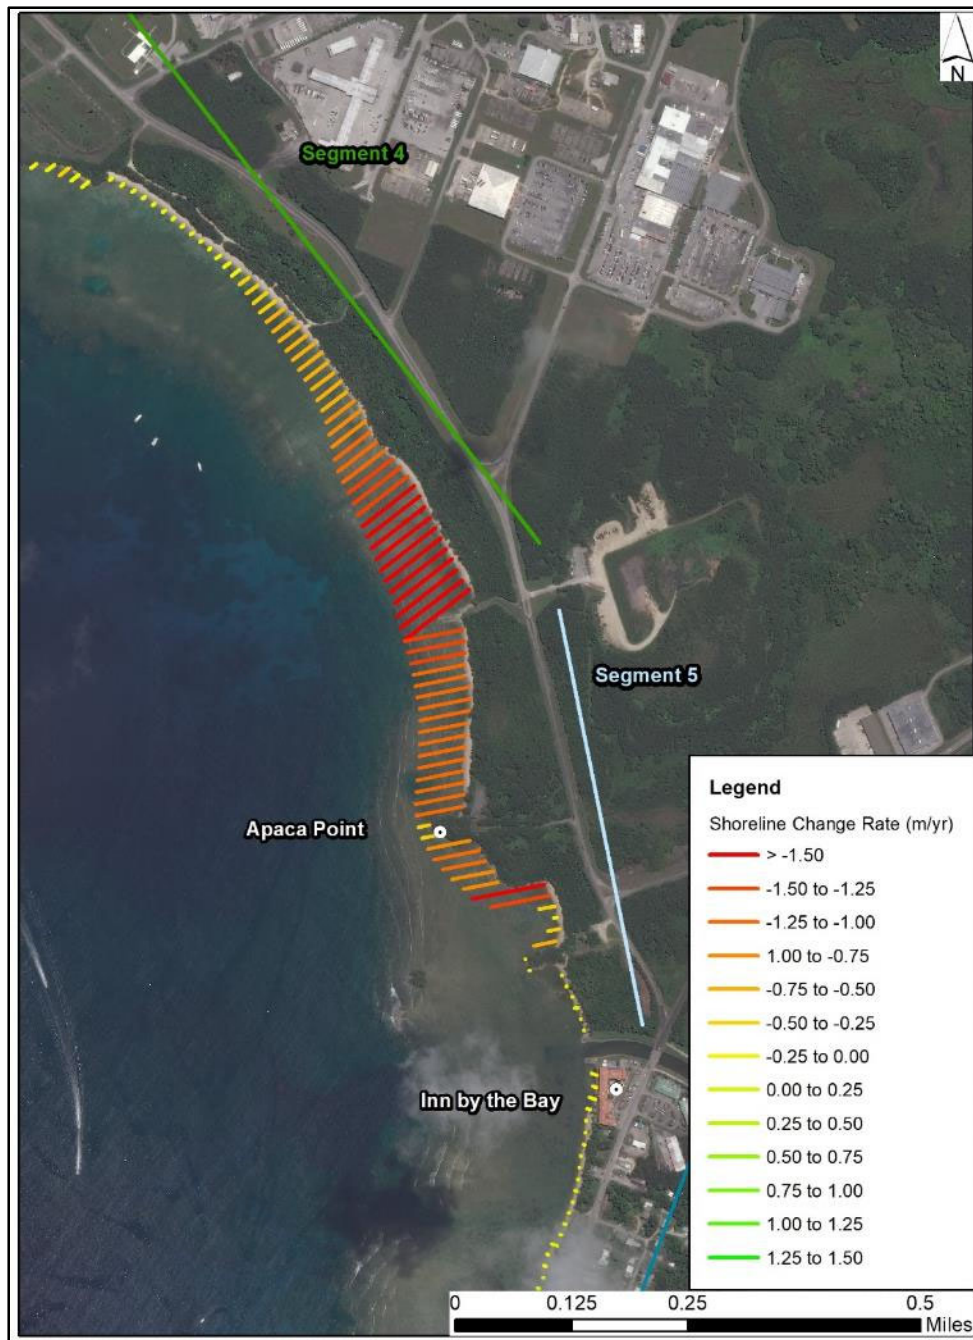 N
Segment 4
Segment 5
Apaca Point
Inn by the Bay
Legend
Shoreline Change Rate (m/yr)
> -1.50
-1.50 to -1.25
-1.25 to -1.00
1.00 to -0.75
-0.75 to -0.50
-0.50 to -0.25
-0.25 to 0.00
0.00 to 0.25
0.25 to 0.50
0.50 to 0.75
0.75 to 1.00
1.00 to 1.25
1.25 to 1.50
0 0.125 0.25 0.5
Miles